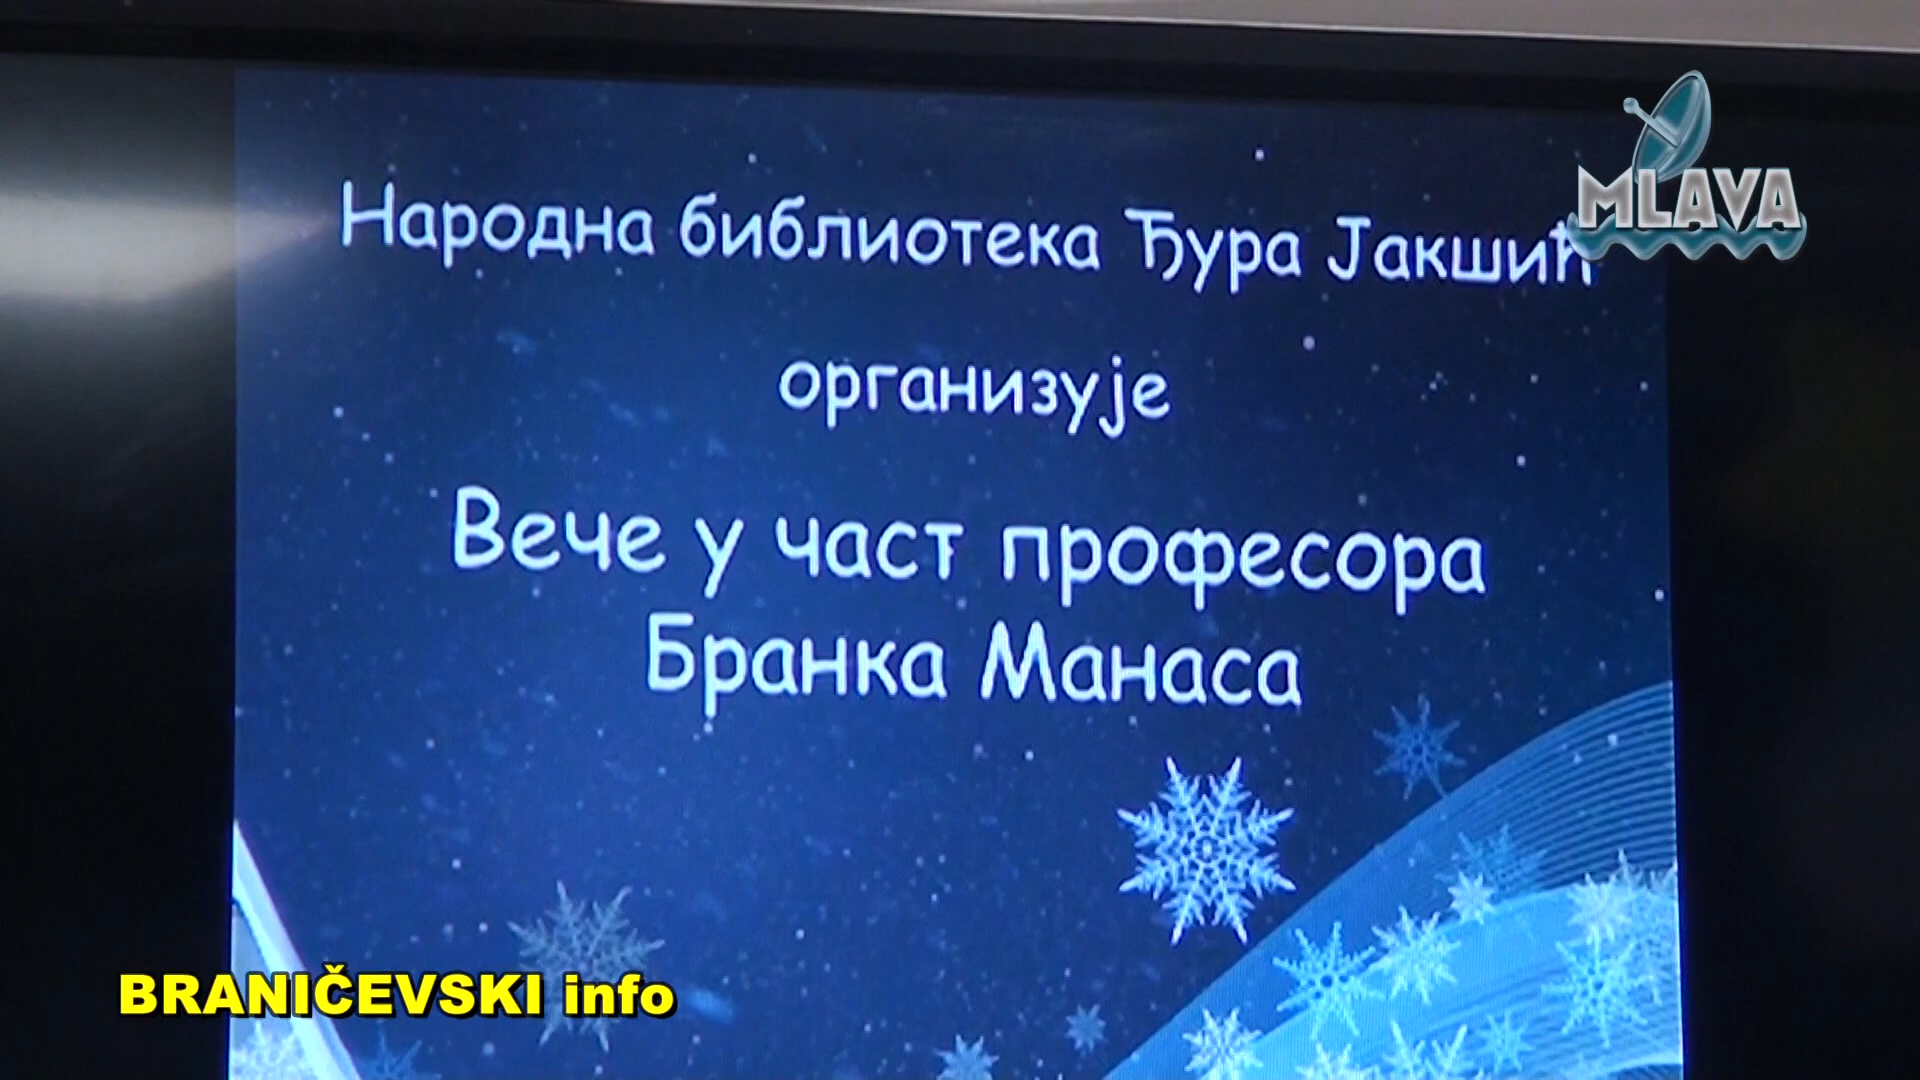 MLAVA
Народна библиотека Ђура Јакшић
организује
Вече у част професора
Бранка Манаса
BRANIČEVSKI info